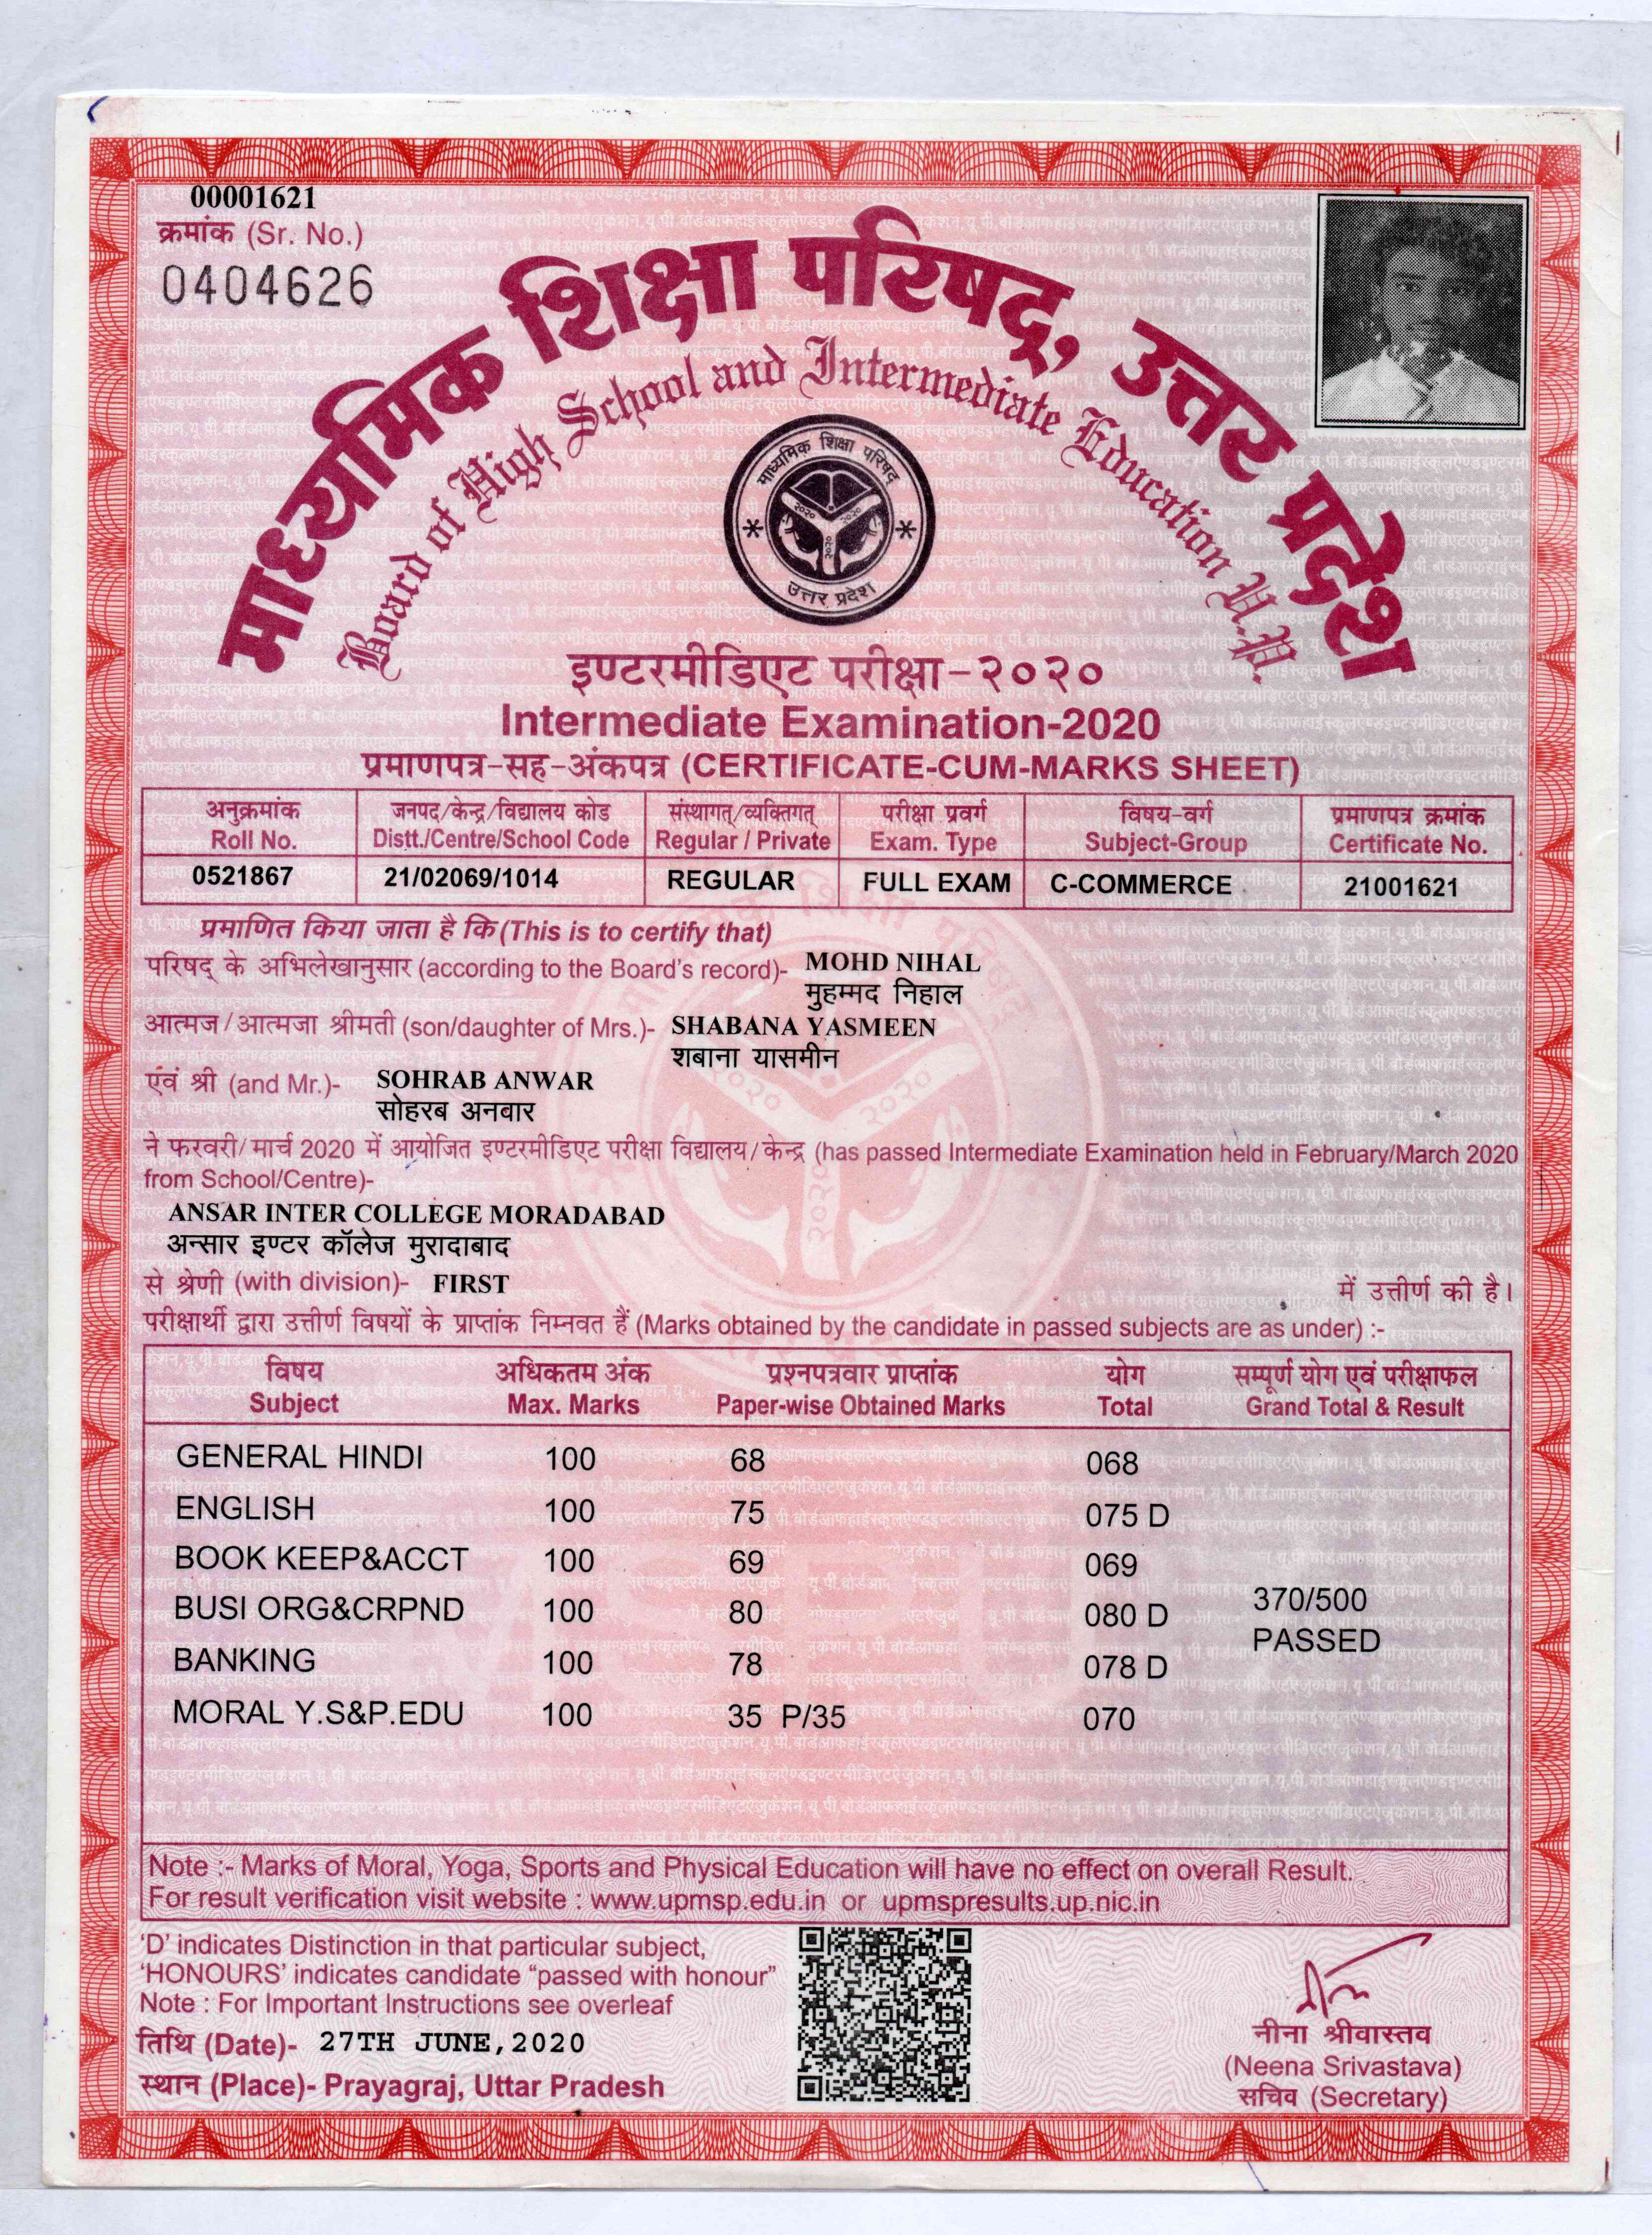 00001621
क्रमांक (Sr. No.)
0404626
माध्यमिक शिक्षा परिषद्, उत्तर प्रदेश
Board of High School and Intermediate Education U.P.
माध्यमिक शिक्षा परिषद्
२०२० २०२०
२०२०
उत्तर प्रदेश
इण्टरमीडिएट परीक्षा-२०२०
Intermediate Examination-2020
प्रमाणपत्र-सह-अंकपत्र (CERTIFICATE-CUM-MARKS SHEET)
अनुक्रमांक जनपद/केन्द्र/विद्यालय कोड संस्थागत्/व्यक्तिगत् परीक्षा प्रवर्ग विषय-वर्ग प्रमाणपत्र क्रमांक
Roll No. Distt./Centre/School Code Regular / Private Exam. Type Subject-Group Certificate No.
0521867 21/02069/1014 REGULAR FULL EXAM C-COMMERCE 21001621
प्रमाणित किया जाता है कि (This is to certify that)
परिषद् के अभिलेखानुसार (according to the Board's record)- MOHD NIHAL
मुहम्मद निहाल
आत्मज/आत्मजा श्रीमती (son/daughter of Mrs.)- SHABANA YASMEEN
शबाना यासमीन
एवं श्री (and Mr.)- SOHRAB ANWAR
सोहरब अनवार
ने फरवरी/मार्च 2020 में आयोजित इण्टरमीडिएट परीक्षा विद्यालय/केन्द्र (has passed Intermediate Examination held in February/March 2020
from School/Centre)-
ANSAR INTER COLLEGE MORADABAD
अन्सार इण्टर कॉलेज मुरादाबाद
से श्रेणी (with division)- FIRST में उत्तीर्ण की है।
परीक्षार्थी द्वारा उत्तीर्ण विषयों के प्राप्तांक निम्नवत हैं (Marks obtained by the candidate in passed subjects are as under) :-
विषय अधिकतम अंक प्रश्नपत्रवार प्राप्तांक योग सम्पूर्ण योग एवं परीक्षाफल
Subject Max. Marks Paper-wise Obtained Marks Total Grand Total & Result
GENERAL HINDI 100 68 068
ENGLISH 100 75 075 D
BOOK KEEP&ACCT 100 69 069
BUSI ORG&CRPND 100 80 080 D 370/500
PASSED
BANKING 100 78 078 D
MORAL Y.S&P.EDU 100 35 P/35 070
Note :- Marks of Moral, Yoga, Sports and Physical Education will have no effect on overall Result.
For result verification visit website : www.upmsp.edu.in or upmspresults.up.nic.in
'D' indicates Distinction in that particular subject,
'HONOURS' indicates candidate "passed with honour"
Note : For Important Instructions see overleaf
तिथि (Date)- 27TH JUNE,2020
स्थान (Place)- Prayagraj, Uttar Pradesh
नीना श्रीवास्तव
(Neena Srivastava)
सचिव (Secretary)